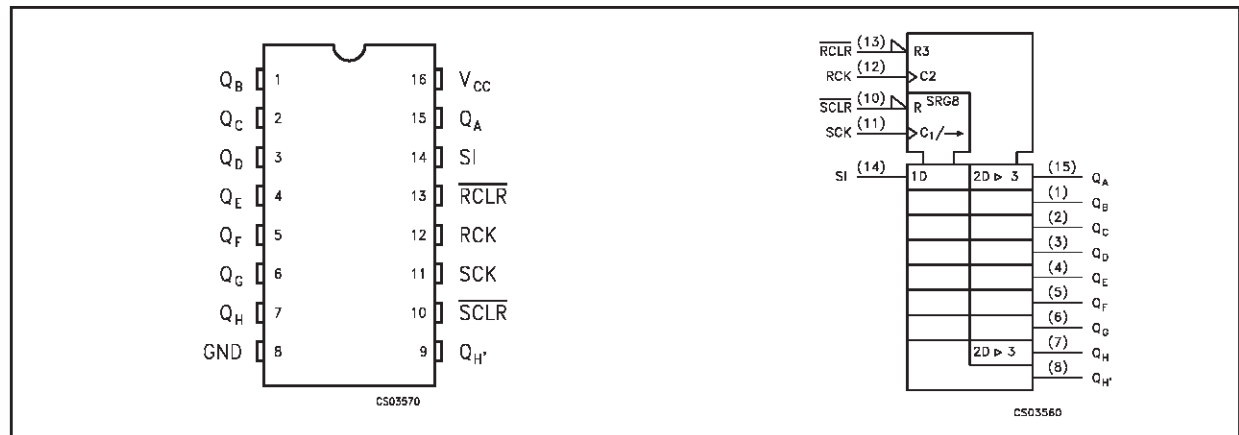 Q_B 1 16 V_CC
Q_C 2 15 Q_A
Q_D 3 14 SI
Q_E 4 13 RCLR
Q_F 5 12 RCK
Q_G 6 11 SCK
Q_H 7 10 SCLR
GND 8 9 Q_H'
CS03570
RCLR (13) R3
RCK (12) C2
SCLR (10) R SRG8
SCK (11) C1/→
SI (14) 1D 2D ▷ 3 (15) Q_A
(1) Q_B
(2) Q_C
(3) Q_D
(4) Q_E
(5) Q_F
(6) Q_G
2D ▷ 3 (7) Q_H
(8) Q_H'
CS03560